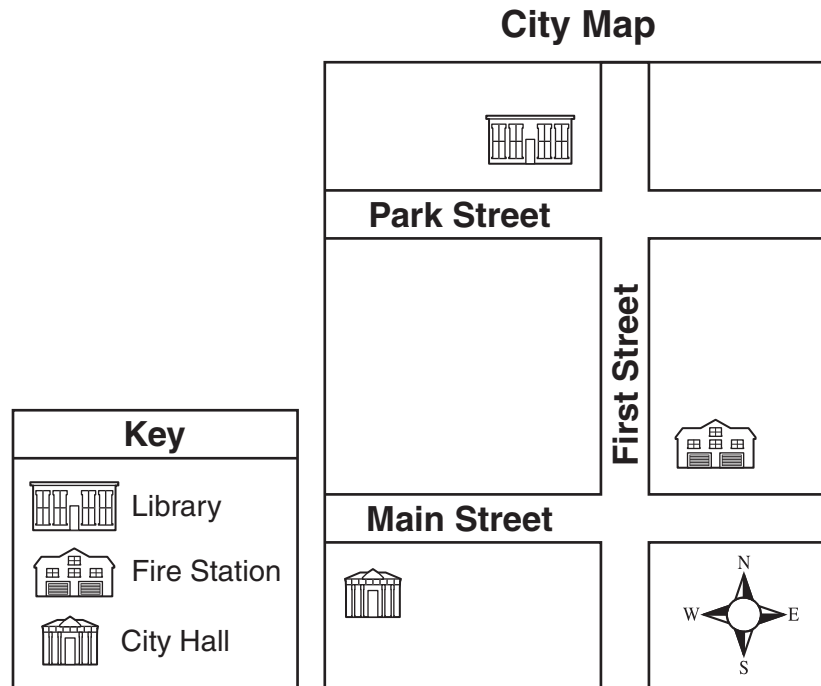 City Map
Park Street
First Street
Main Street
Key
Library
Fire Station
City Hall
N
W
E
S